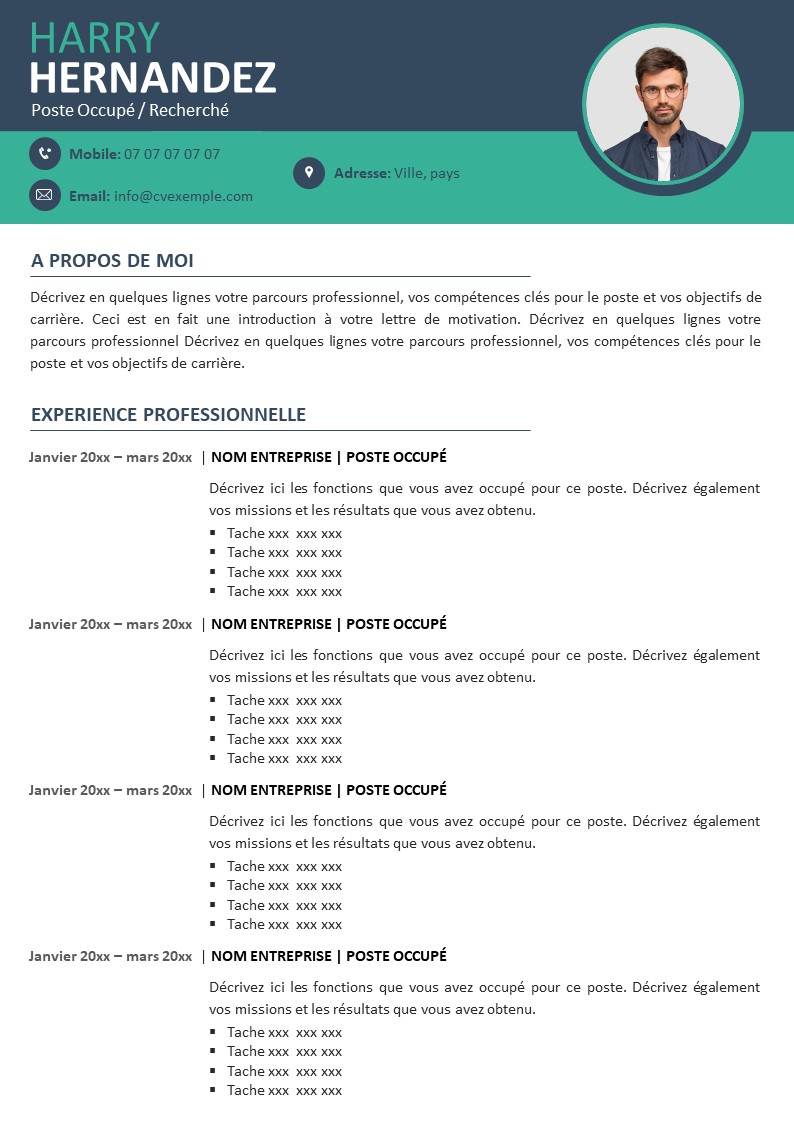 HARRY
HERNANDEZ
Poste Occupé / Recherché
Mobile: 07 07 07 07 07
Adresse: Ville, pays
Email: info@cvexemple.com
A PROPOS DE MOI
Décrivez en quelques lignes votre parcours professionnel, vos compétences clés pour le poste et vos objectifs de
carrière. Ceci est en fait une introduction à votre lettre de motivation. Décrivez en quelques lignes votre
parcours professionnel Décrivez en quelques lignes votre parcours professionnel, vos compétences clés pour le
poste et vos objectifs de carrière.
EXPERIENCE PROFESSIONNELLE
Janvier 20xx – mars 20xx | NOM ENTREPRISE | POSTE OCCUPÉ
Décrivez ici les fonctions que vous avez occupé pour ce poste. Décrivez également
vos missions et les résultats que vous avez obtenu.
▪ Tache xxx xxx xxx
▪ Tache xxx xxx xxx
▪ Tache xxx xxx xxx
▪ Tache xxx xxx xxx
Janvier 20xx – mars 20xx | NOM ENTREPRISE | POSTE OCCUPÉ
Décrivez ici les fonctions que vous avez occupé pour ce poste. Décrivez également
vos missions et les résultats que vous avez obtenu.
▪ Tache xxx xxx xxx
▪ Tache xxx xxx xxx
▪ Tache xxx xxx xxx
▪ Tache xxx xxx xxx
Janvier 20xx – mars 20xx | NOM ENTREPRISE | POSTE OCCUPÉ
Décrivez ici les fonctions que vous avez occupé pour ce poste. Décrivez également
vos missions et les résultats que vous avez obtenu.
▪ Tache xxx xxx xxx
▪ Tache xxx xxx xxx
▪ Tache xxx xxx xxx
▪ Tache xxx xxx xxx
Janvier 20xx – mars 20xx | NOM ENTREPRISE | POSTE OCCUPÉ
Décrivez ici les fonctions que vous avez occupé pour ce poste. Décrivez également
vos missions et les résultats que vous avez obtenu.
▪ Tache xxx xxx xxx
▪ Tache xxx xxx xxx
▪ Tache xxx xxx xxx
▪ Tache xxx xxx xxx